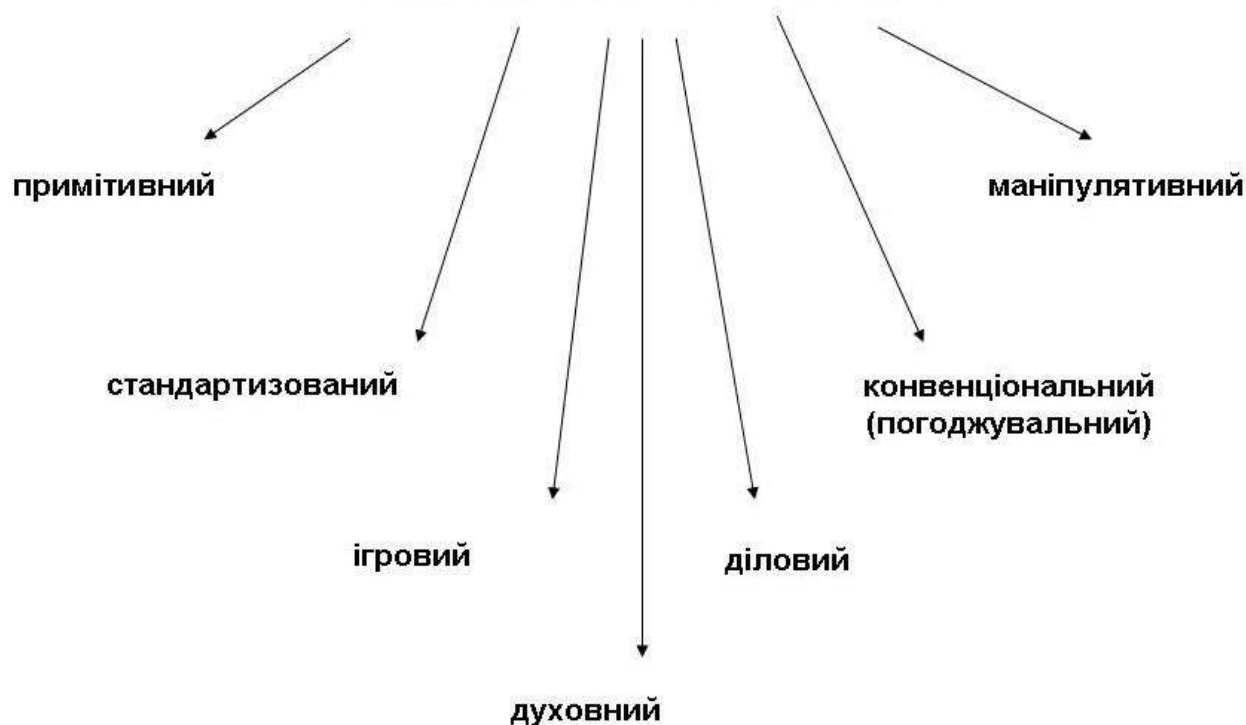 примітивний
маніпулятивний
стандартизований
конвенціональний
(погоджувальний)
ігровий
діловий
духовний